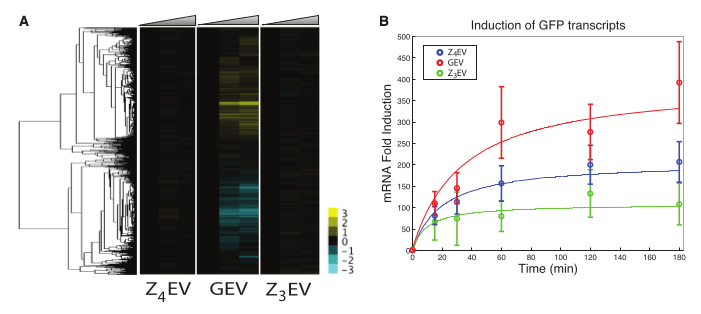 A
Z4EV GEV Z3EV
3
2
1
0
−1
−2
−3
B
Induction of GFP transcripts
mRNA Fold Induction
500
450
400
350
300
250
200
150
100
50
0
Z4EV
GEV
Z3EV
0 20 40 60 80 100 120 140 160 180
Time (min)